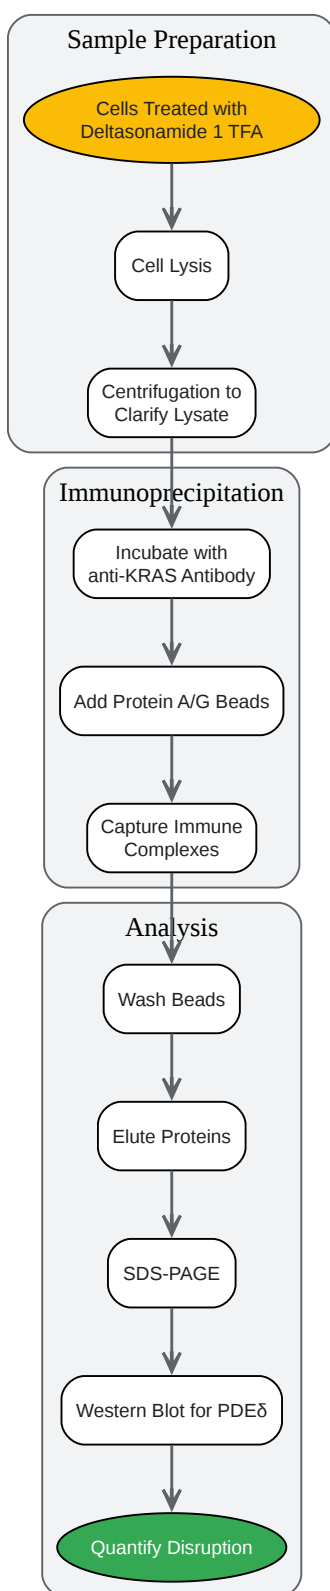 Sample Preparation
Cells Treated with
Deltasonamide 1 TFA
Cell Lysis
Centrifugation to
Clarify Lysate
Immunoprecipitation
Incubate with
anti-KRAS Antibody
Add Protein A/G Beads
Capture Immune
Complexes
Analysis
Wash Beads
Elute Proteins
SDS-PAGE
Western Blot for PDEδ
Quantify Disruption